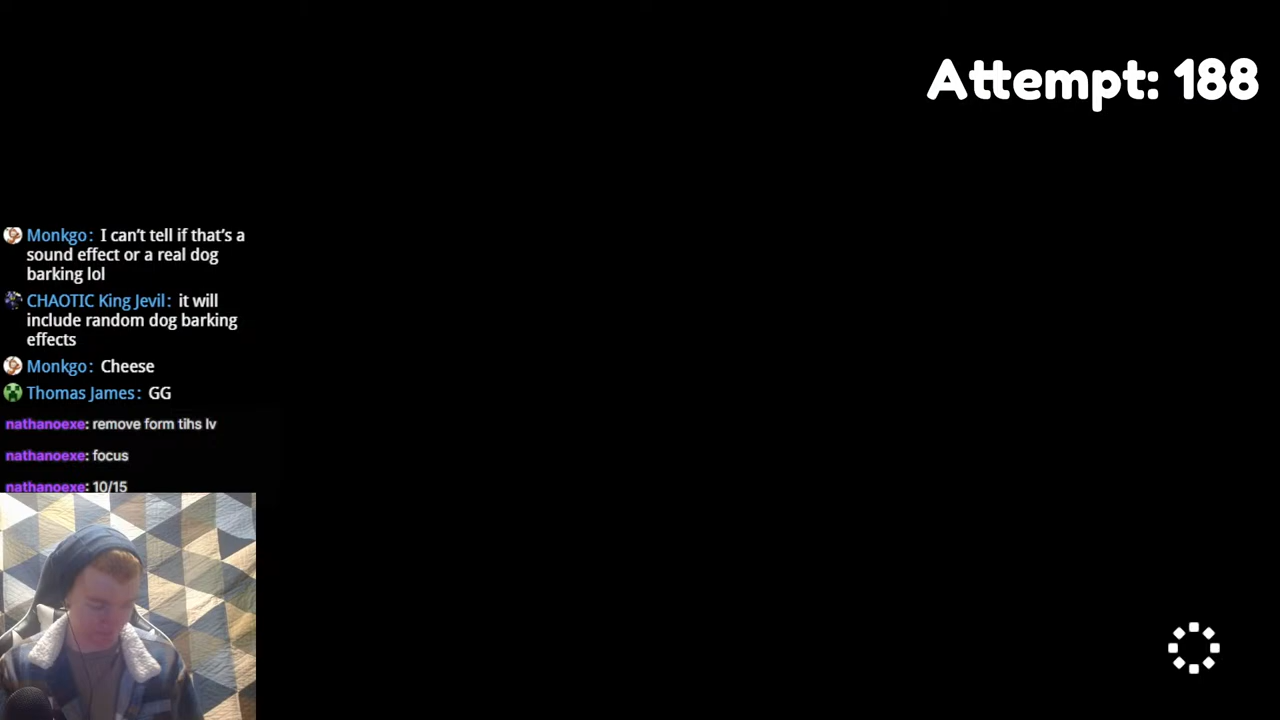 Attempt: 188
Monkgo: I can't tell if that's a
sound effect or a real dog
barking lol
CHAOTIC King Jevil: it will
include random dog barking
effects
Monkgo: Cheese
Thomas James: GG
nathanoexe: remove form tihs lv
nathanoexe: focus
nathanoexe: 10/15